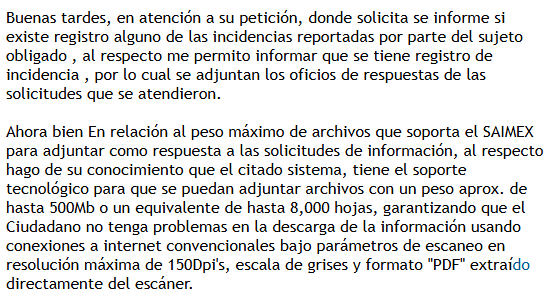 Buenas tardes, en atención a su petición, donde solicita se informe si
existe registro alguno de las incidencias reportadas por parte del sujeto
obligado , al respecto me permito informar que se tiene registro de
incidencia , por lo cual se adjuntan los oficios de respuestas de las
solicitudes que se atendieron.

Ahora bien En relación al peso máximo de archivos que soporta el SAIMEX
para adjuntar como respuesta a las solicitudes de información, al respecto
hago de su conocimiento que el citado sistema, tiene el soporte
tecnológico para que se puedan adjuntar archivos con un peso aprox. de
hasta 500Mb o un equivalente de hasta 8,000 hojas, garantizando que el
Ciudadano no tenga problemas en la descarga de la información usando
conexiones a internet convencionales bajo parámetros de escaneo en
resolución máxima de 150Dpi's, escala de grises y formato "PDF" extraído
directamente del escáner.